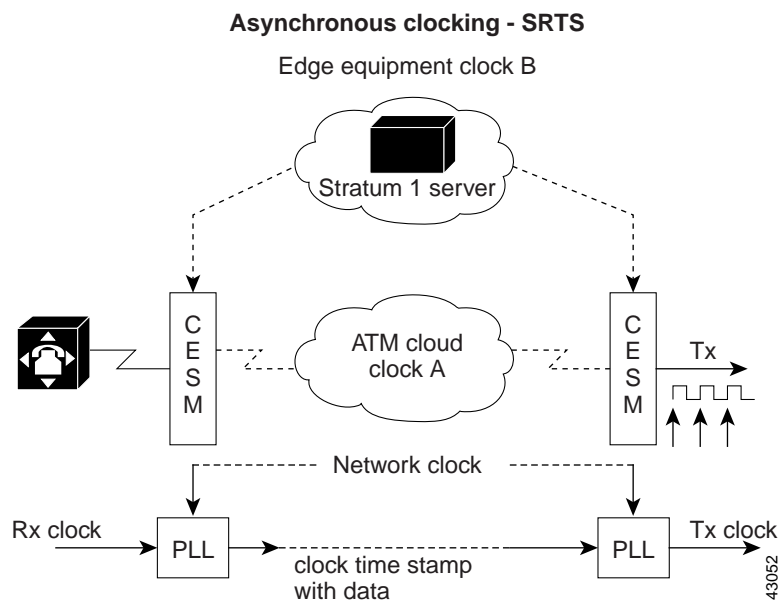 Asynchronous clocking - SRTS
Edge equipment clock B
Stratum 1 server
C
E
S
M
ATM cloud
clock A
C
E
S
M
Tx
Network clock
Rx clock
PLL
clock time stamp
with data
PLL
Tx clock
43052